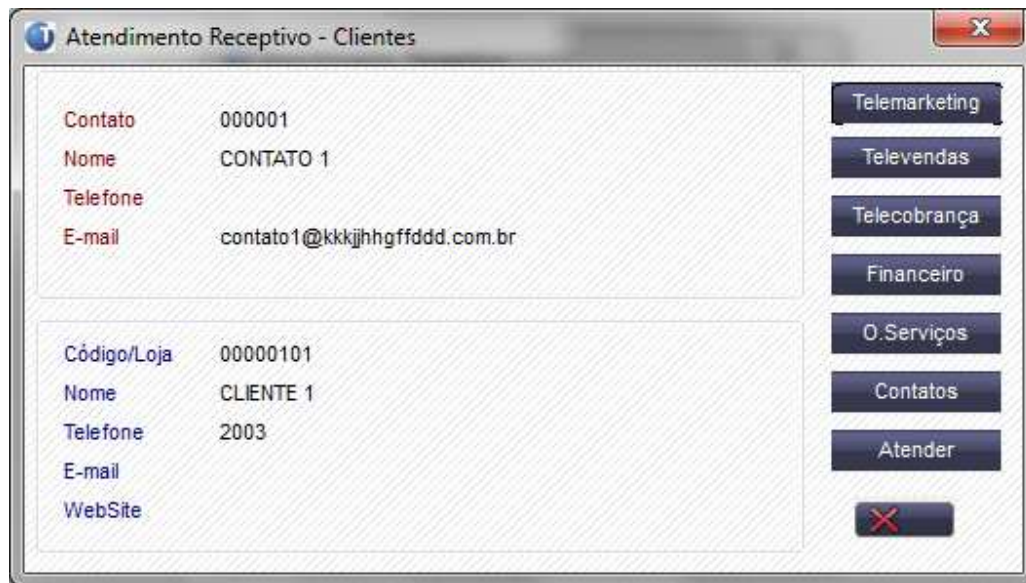 Atendimento Receptivo - Clientes
Contato 000001
Nome CONTATO 1
Telefone
E-mail contato1@kkkjjhhgffddd.com.br
Código/Loja 00000101
Nome CLIENTE 1
Telefone 2003
E-mail
WebSite
Telemarketing
Televendas
Telecobrança
Financeiro
O.Serviços
Contatos
Atender